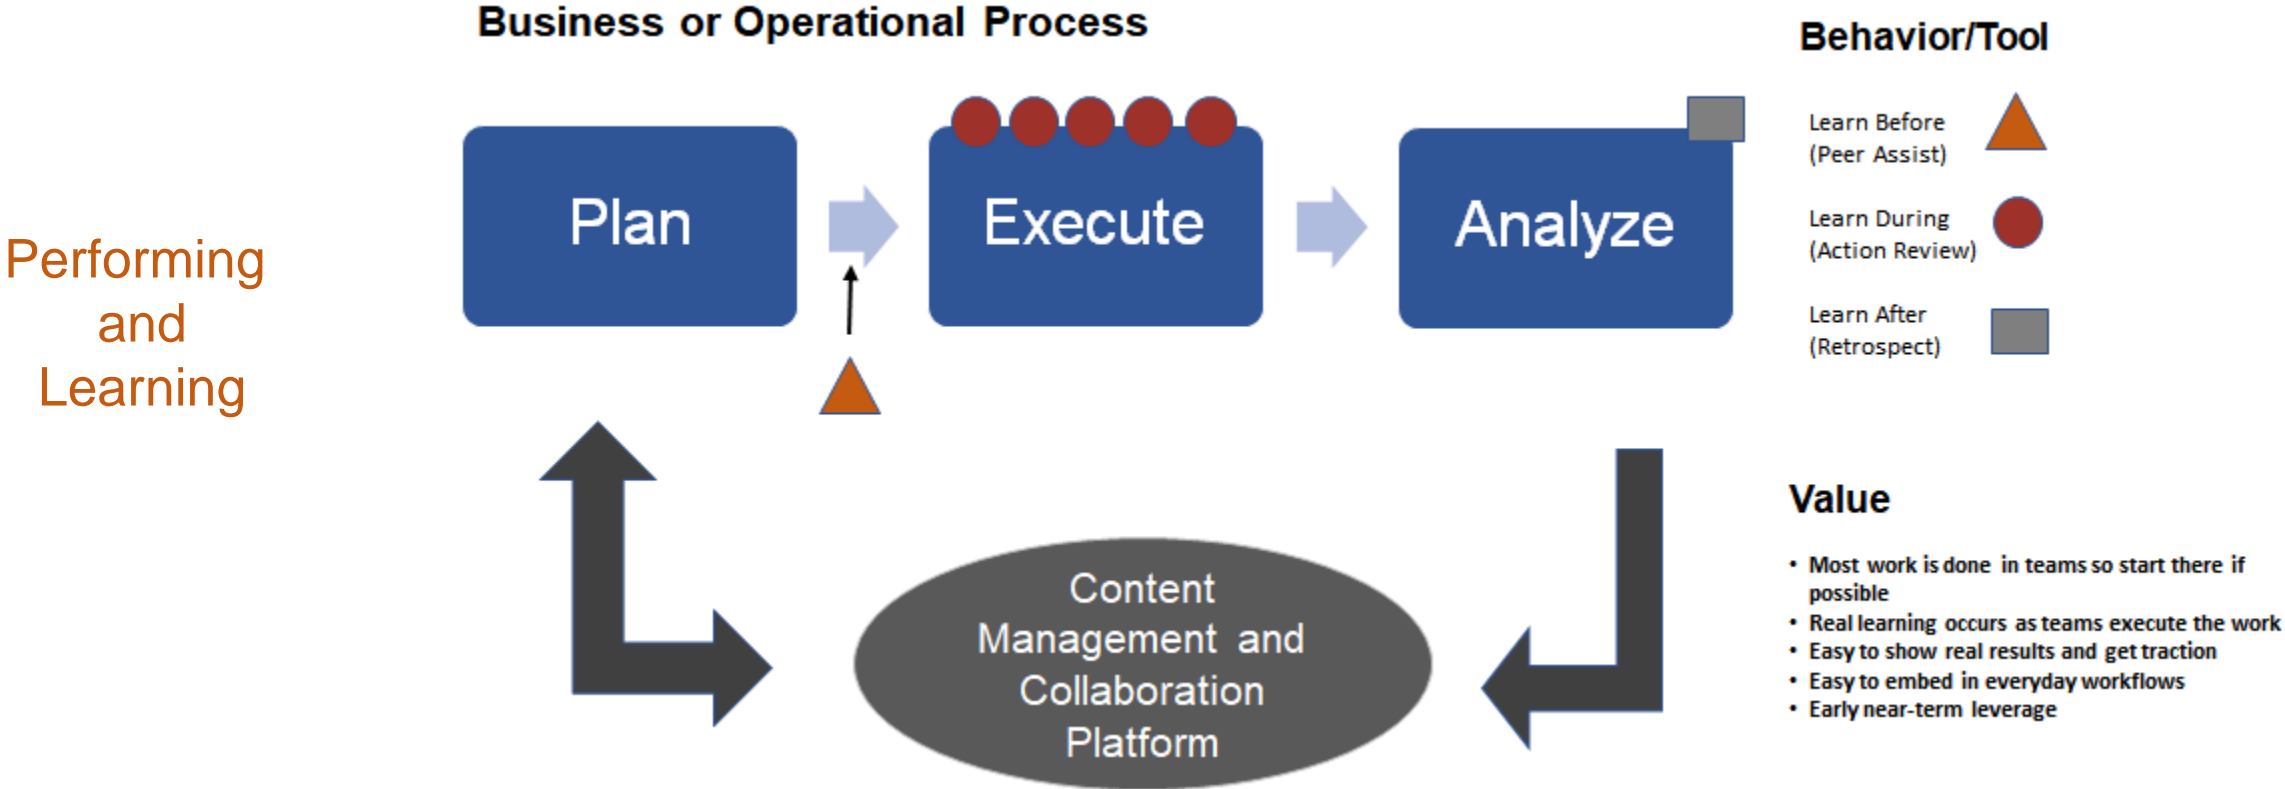 Business or Operational Process
Performing
and
Learning
Plan
Execute
Analyze
Content
Management and
Collaboration
Platform
Behavior/Tool
Learn Before
(Peer Assist)
Learn During
(Action Review)
Learn After
(Retrospect)
Value
• Most work is done in teams so start there if
possible
• Real learning occurs as teams execute the work
• Easy to show real results and get traction
• Easy to embed in everyday workflows
• Early near-term leverage